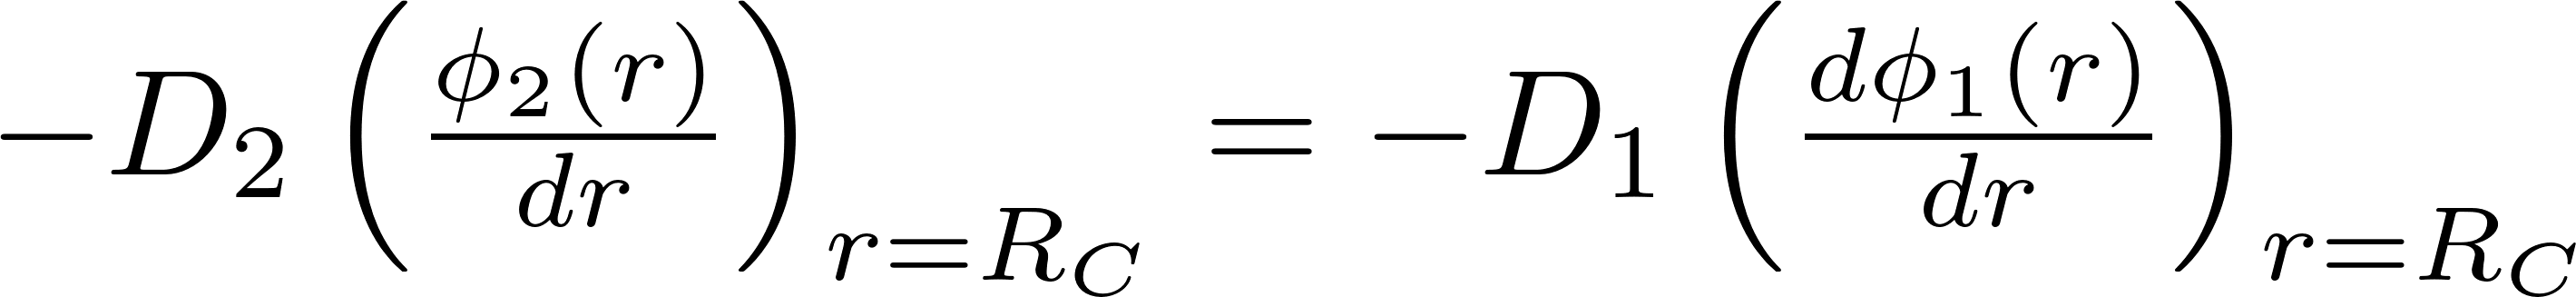 $-D_2 \left( \frac{\phi_2(r)}{dr} \right)_{r=R_C} = -D_1 \left( \frac{d\phi_1(r)}{dr} \right)_{r=R_C}$